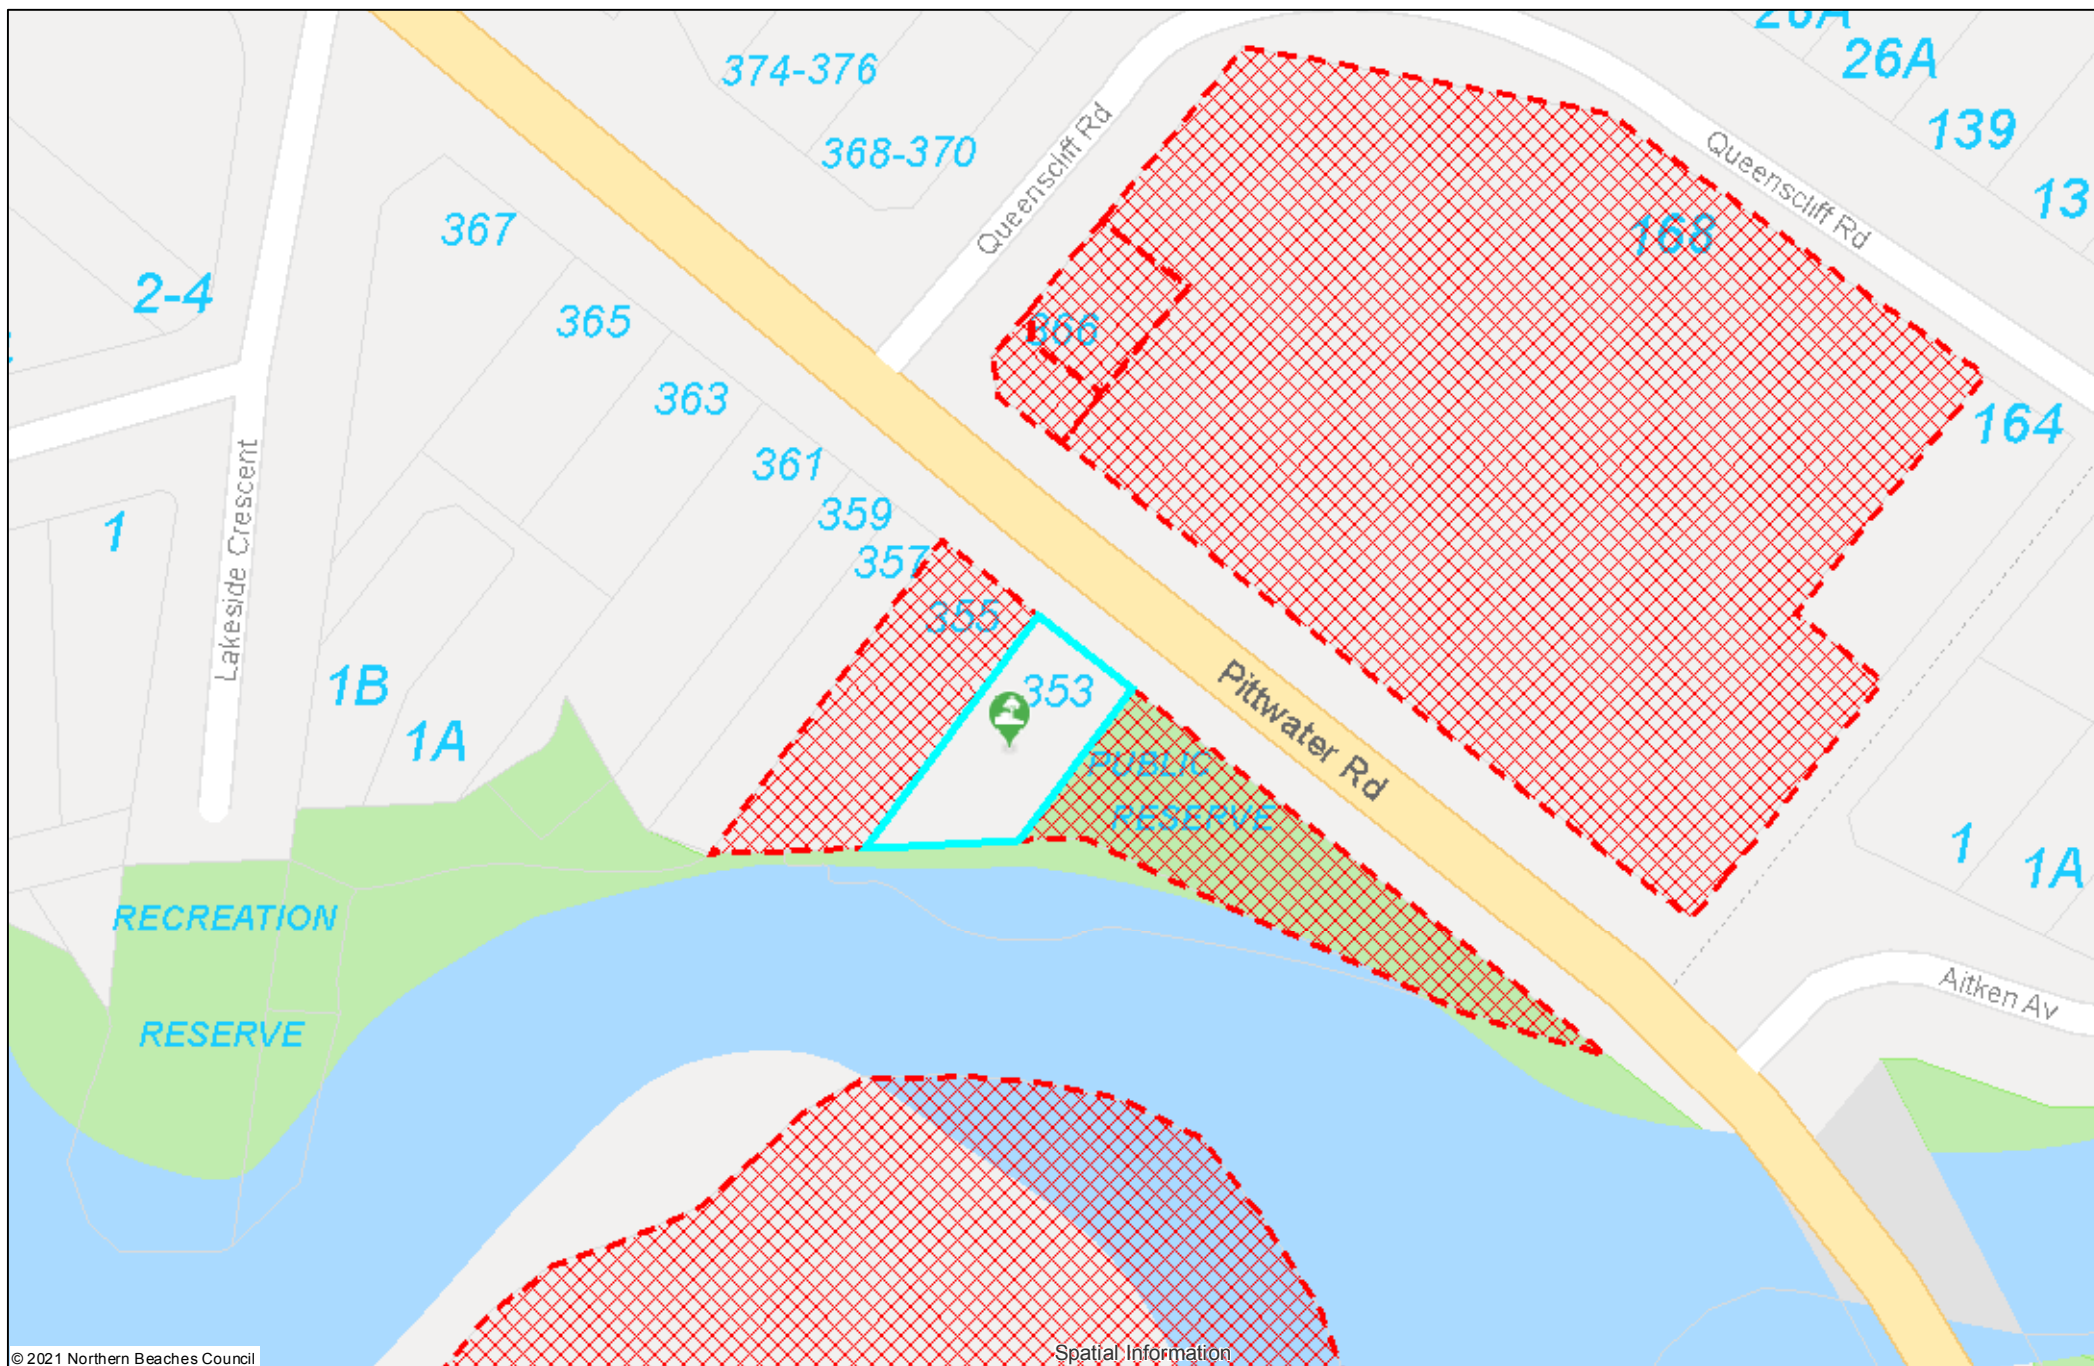 26A
374-376
26A
139
368-370
Queenscliff Rd
Queenscliff Rd
13
367
168
2-4
365
366
363
164
361
359
1
Lakeside Crescent
357
355
353
1B
1A
Pittwater Rd
PUBLIC
RESERVE
1
1A
RECREATION
RESERVE
Aitken Av
© 2021 Northern Beaches Council
Spatial Information